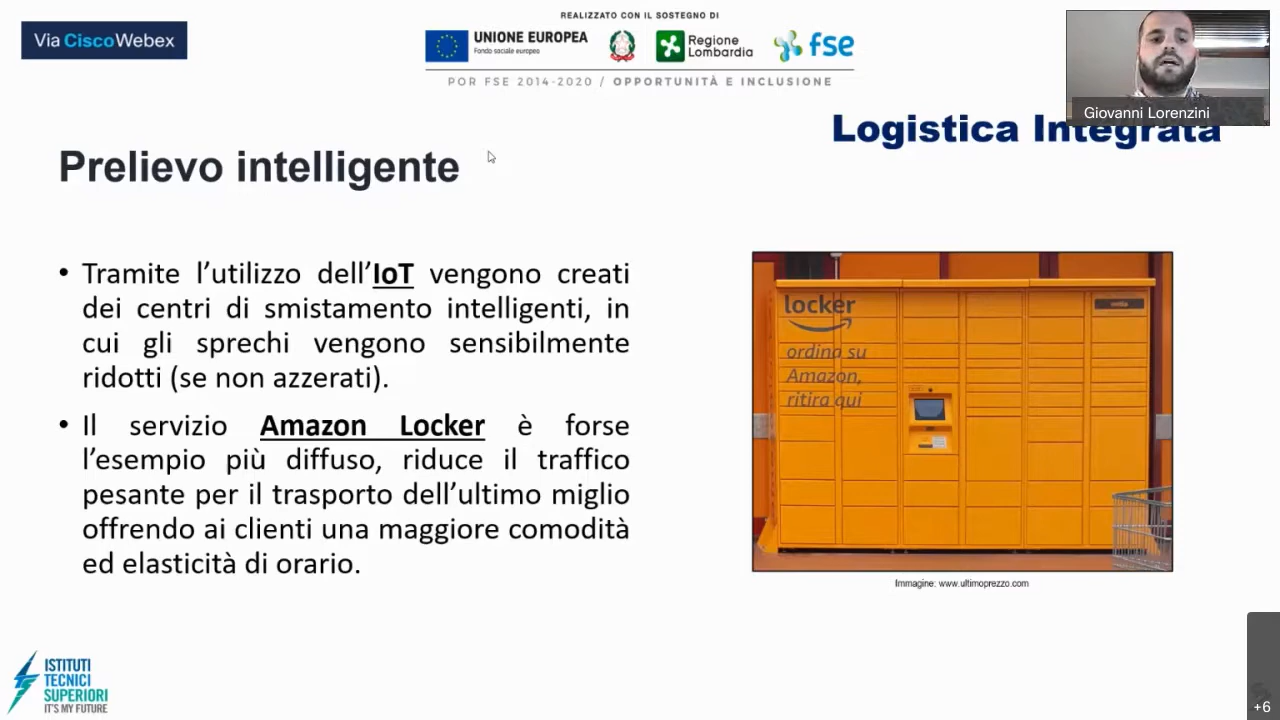 REALIZZATO CON IL SOSTEGNO DI
Via CiscoWebex
UNIONE EUROPEA
Fondo sociale europeo
Regione
Lombardia
fse
POR FSE 2014-2020 / OPPORTUNITÀ E INCLUSIONE
Giovanni Lorenzini
Logistica Integrata
Prelievo intelligente
• Tramite l’utilizzo dell’IoT vengono creati
dei centri di smistamento intelligenti, in
cui gli sprechi vengono sensibilmente
ridotti (se non azzerati).
• Il servizio Amazon Locker è forse
l’esempio più diffuso, riduce il traffico
pesante per il trasporto dell’ultimo miglio
offrendo ai clienti una maggiore comodità
ed elasticità di orario.
locker
ordina su
Amazon,
ritira qui
Immagine: www.ultimoprezzo.com
ISTITUTI
TECNICI
SUPERIORI
IT'S MY FUTURE
+6